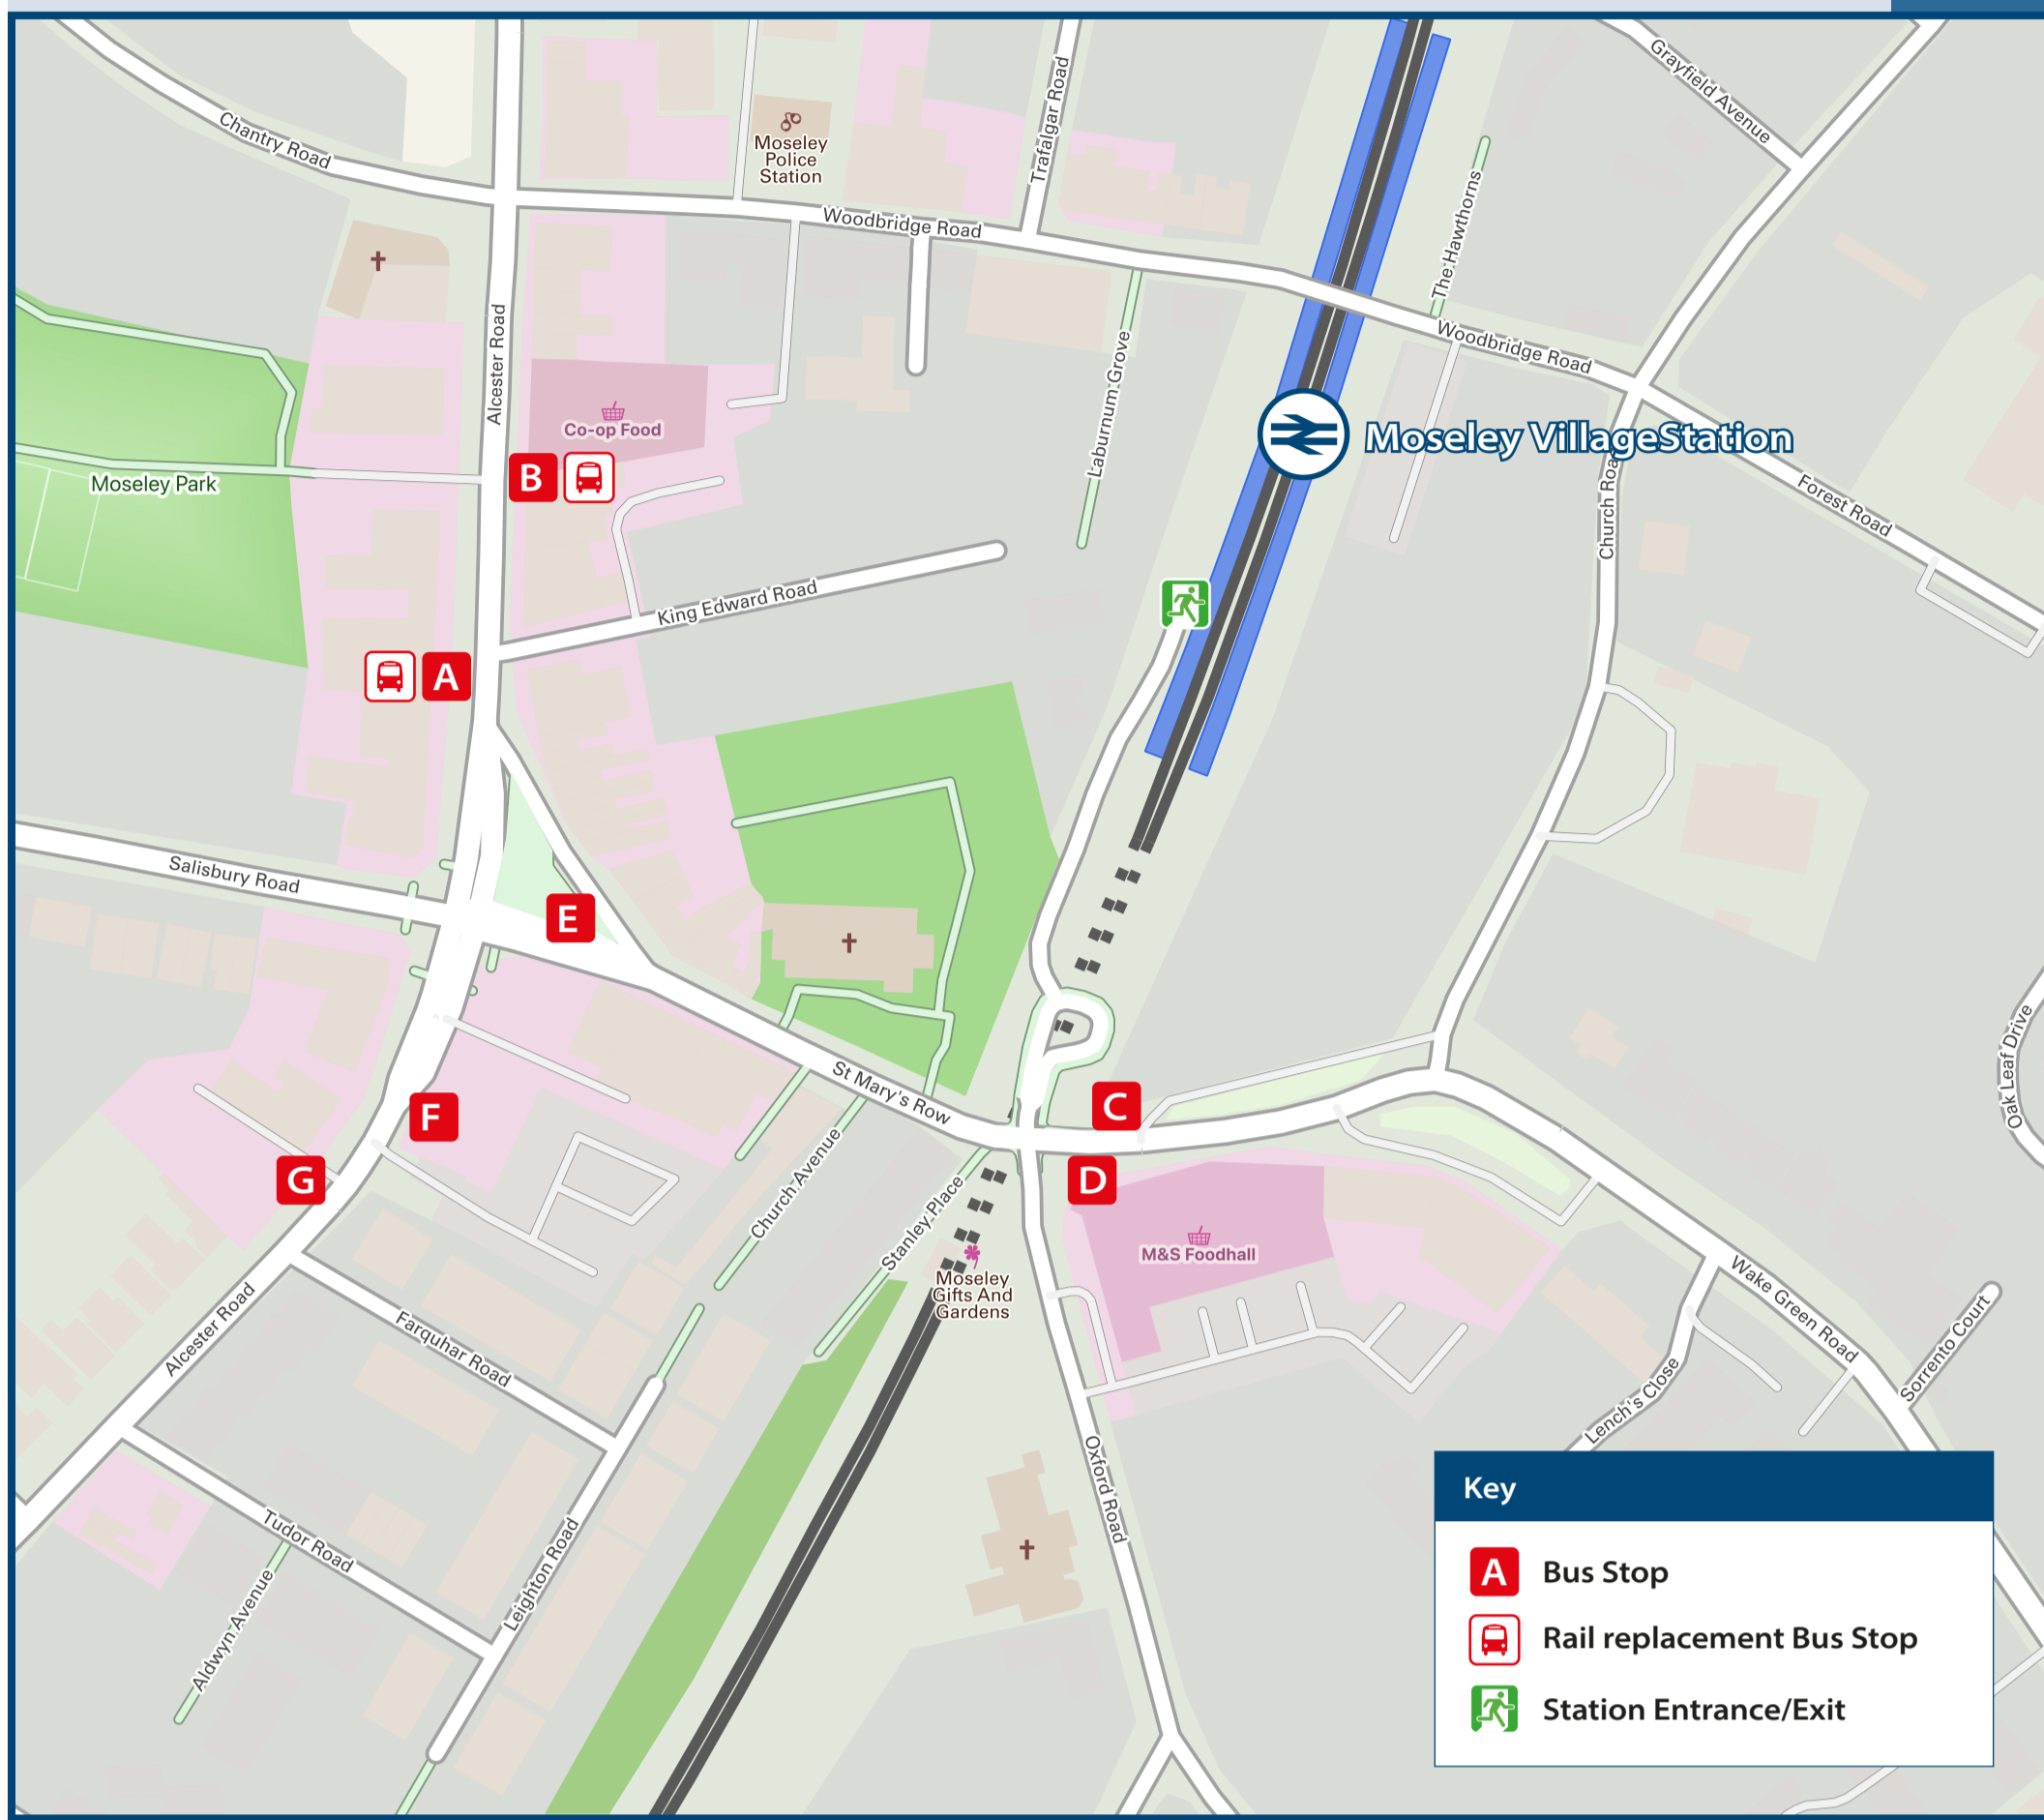 Grayfield Avenue
Chantry Road
Moseley
Police
Station
Trafalgar Road
Woodbridge Road
The Hawthorns
Woodbridge Road
Alcester Road
Laburnum Grove
Co-op Food
Moseley VillageStation
B
Moseley Park
Church Road
Forest Road
King Edward Road
A
Salisbury Road
E
St Mary's Row
C
Oak Leaf Drive
F
G
D
Church Avenue
Stanley Place
M&S Foodhall
Moseley
Gifts And
Gardens
Wake Green Road
Alcester Road
Farquhar Road
Sorrento Court
Lench's Close
Oxford Road
Tudor Road
Leighton Road
Aldwyn Avenue
Key
A Bus Stop
Rail replacement Bus Stop
Station Entrance/Exit